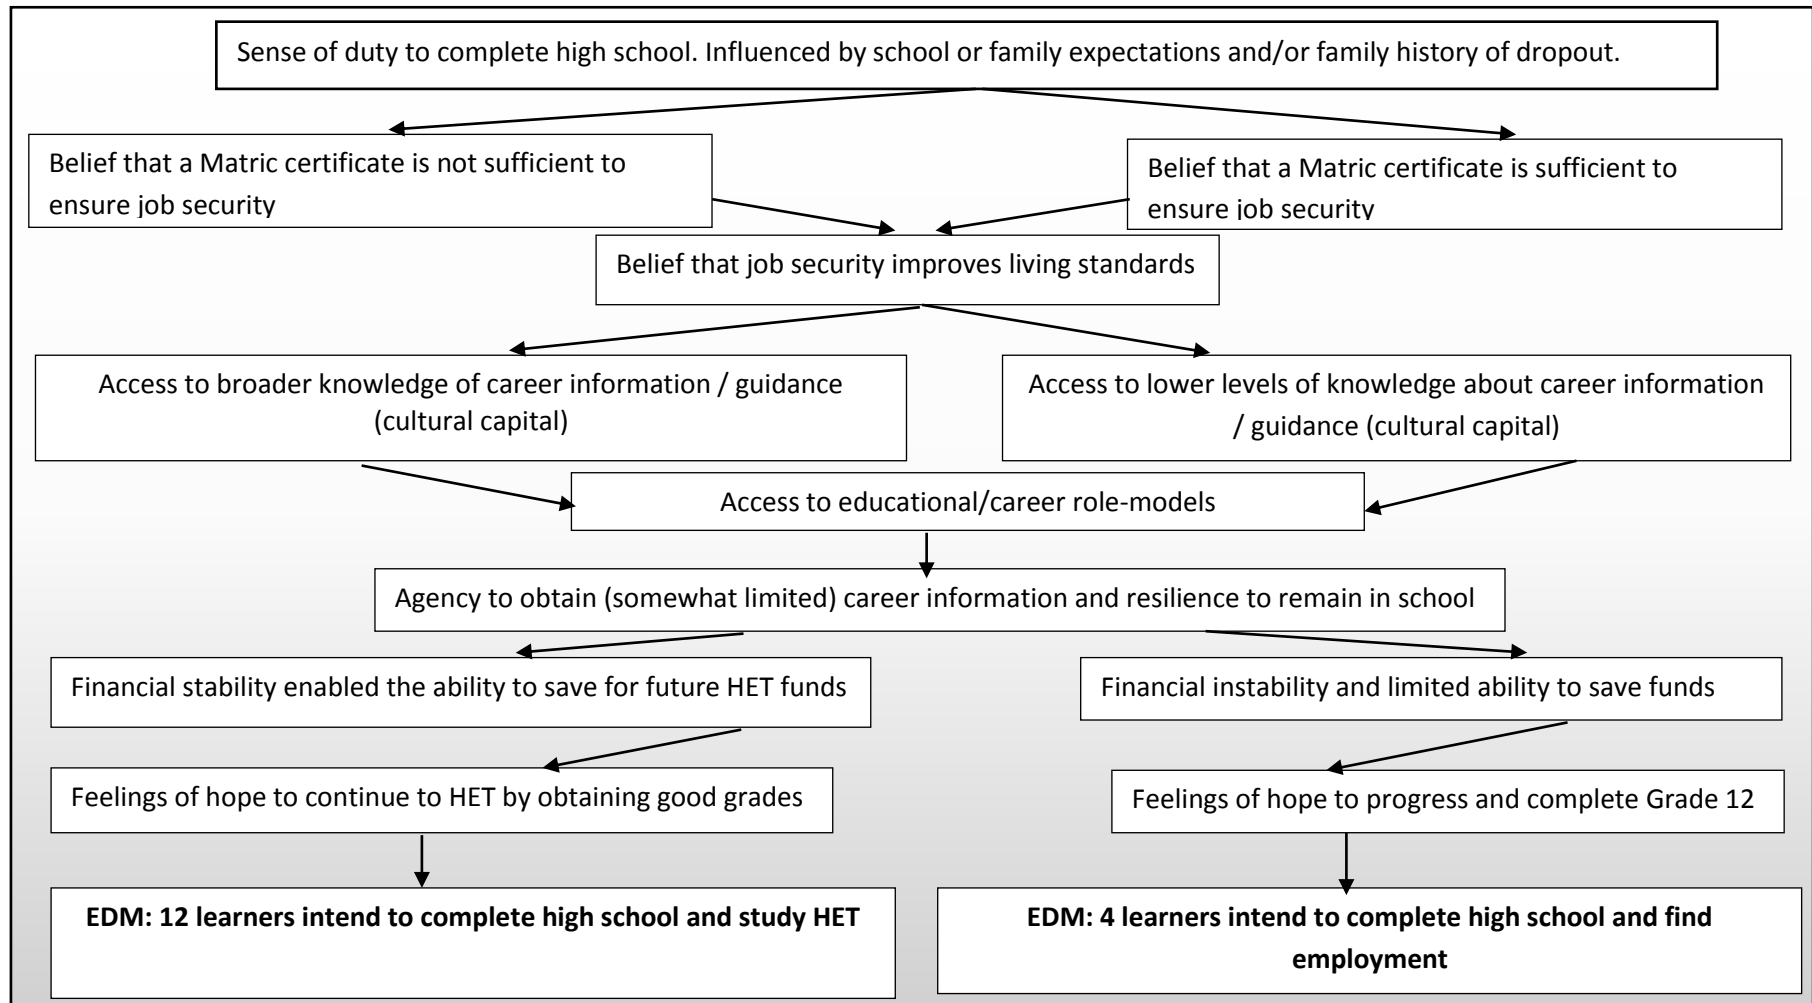 Sense of duty to complete high school. Influenced by school or family expectations and/or family history of dropout.
Belief that a Matric certificate is not sufficient to
ensure job security
Belief that a Matric certificate is sufficient to
ensure job security
Belief that job security improves living standards
Access to broader knowledge of career information / guidance
(cultural capital)
Access to lower levels of knowledge about career information
/ guidance (cultural capital)
Access to educational/career role-models
Agency to obtain (somewhat limited) career information and resilience to remain in school
Financial stability enabled the ability to save for future HET funds
Financial instability and limited ability to save funds
Feelings of hope to continue to HET by obtaining good grades
Feelings of hope to progress and complete Grade 12
EDM: 12 learners intend to complete high school and study HET
EDM: 4 learners intend to complete high school and find
employment